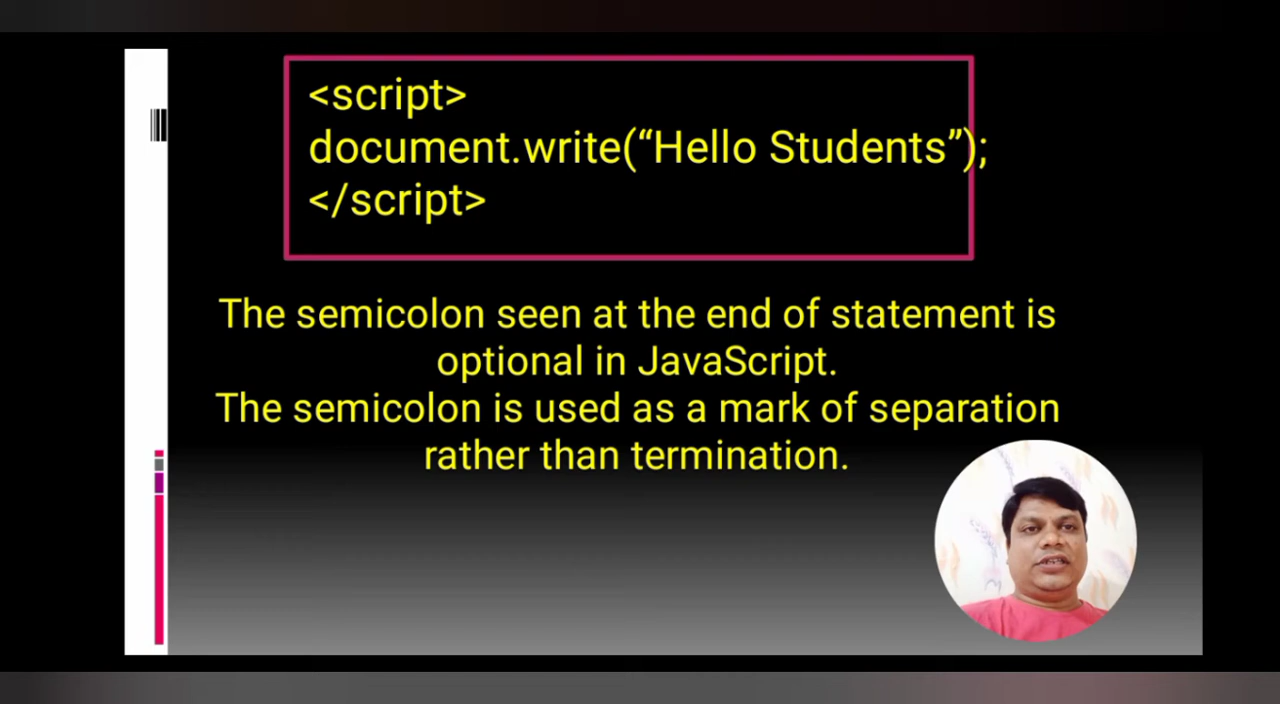 <script>
document.write(“Hello Students”);
</script>
The semicolon seen at the end of statement is
optional in JavaScript.
The semicolon is used as a mark of separation
rather than termination.